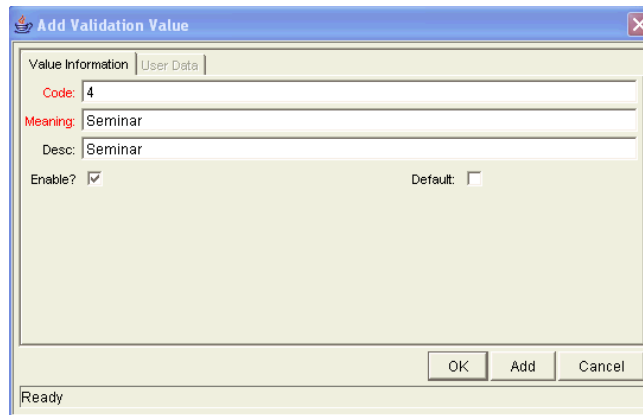 Add Validation Value
Value Information User Data
Code: 4
Meaning: Seminar
Desc: Seminar
Enable? Default:
OK Add Cancel
Ready